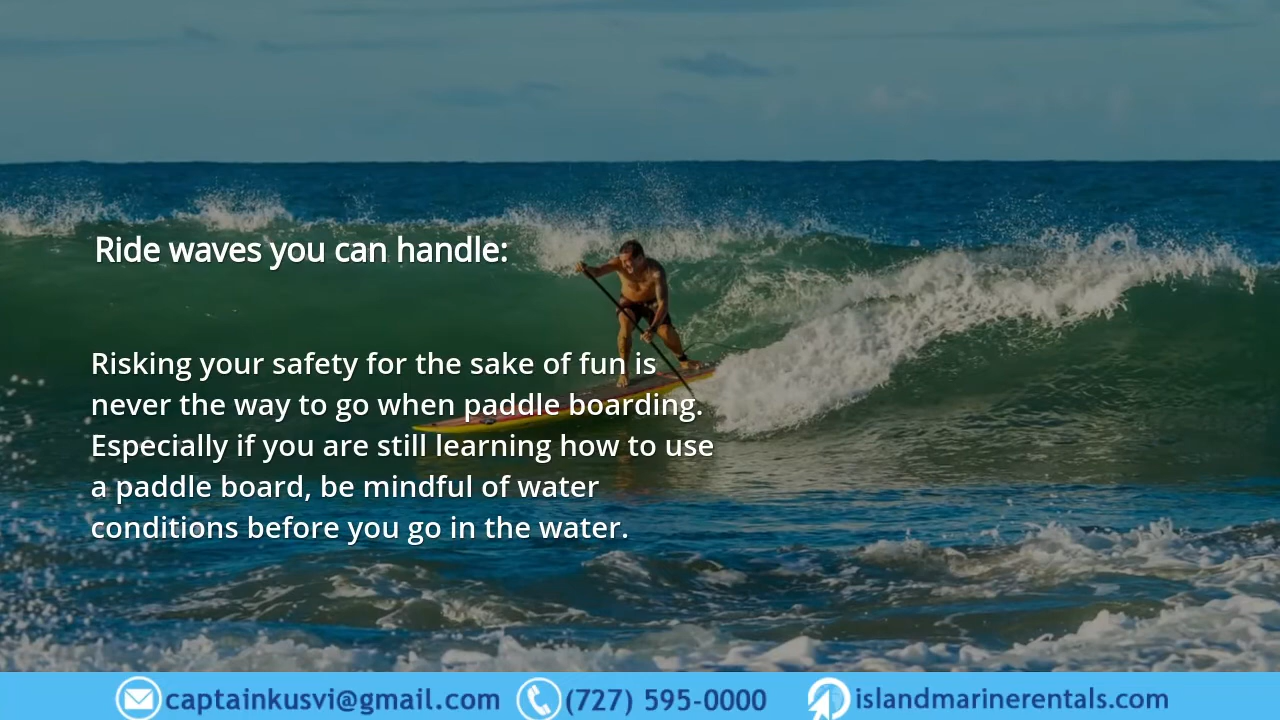 Ride waves you can handle:
Risking your safety for the sake of fun is
never the way to go when paddle boarding.
Especially if you are still learning how to use
a paddle board, be mindful of water
conditions before you go in the water.
captainkusvi@gmail.com (727) 595-0000 islandmarinerentals.com